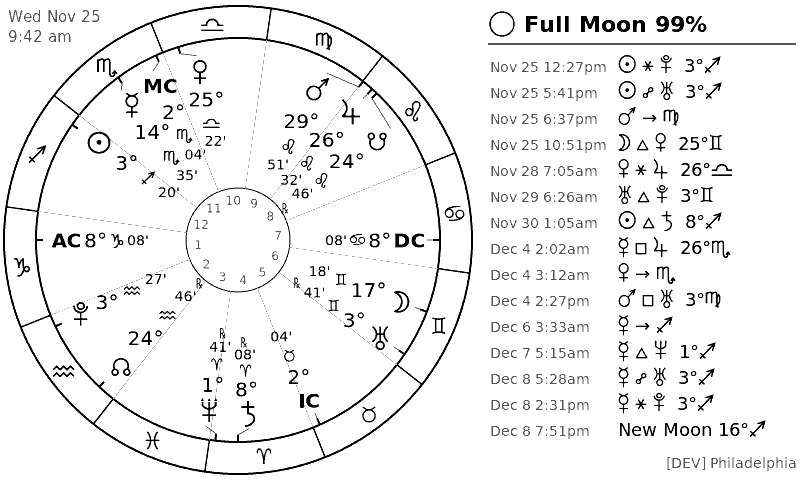 Wed Nov 25
9:42 am
Full Moon 99%
Nov 25 12:27pm ☉ ⚹ ⯓ 3°♐
Nov 25 5:41pm ☉ ☍ ♅ 3°♐
Nov 25 6:37pm ♂ → ♍
Nov 25 10:51pm ☽ △ ♀ 25°♊
Nov 28 7:05am ♀ ⚹ ♃ 26°♎
Nov 29 6:26am ♅ △ ⯓ 3°♊
Nov 30 1:05am ☉ △ ♄ 8°♐
Dec 4 2:02am ☿ □ ♃ 26°♏
Dec 4 3:12am ♀ → ♏
Dec 4 2:27pm ♂ □ ♅ 3°♍
Dec 6 3:33am ☿ → ♐
Dec 7 5:15am ☿ △ ♆ 1°♐
Dec 8 5:28am ☿ ☍ ♅ 3°♐
Dec 8 2:31pm ☿ ⚹ ⯓ 3°♐
Dec 8 7:51pm New Moon 16°♐
[DEV] Philadelphia
MC 2° ♏ 04'
♀ 25° ♎ 22'
☿ 14° ♏ 35'
☉ 3° ♐ 20'
AC 8° ♑ 08'
⯓ 3° ♒ 27'
☊ 24° ♒ 46' ℞
♆ 1° ♈ 41' ℞
♄ 8° ♈ 08' ℞
IC 2° ♉ 04'
♅ 3° ♊ 41' ℞
☽ 17° ♊ 18'
08' ♋ 8° DC
☋ 24° ♌ 46' ℞
♃ 26° ♌ 32'
♂ 29° ♌ 51'
1
2
3
4
5
6
7
8
9
10
11
12
♎
♍
♌
♋
♊
♉
♈
♓
♒
♑
♐
♏